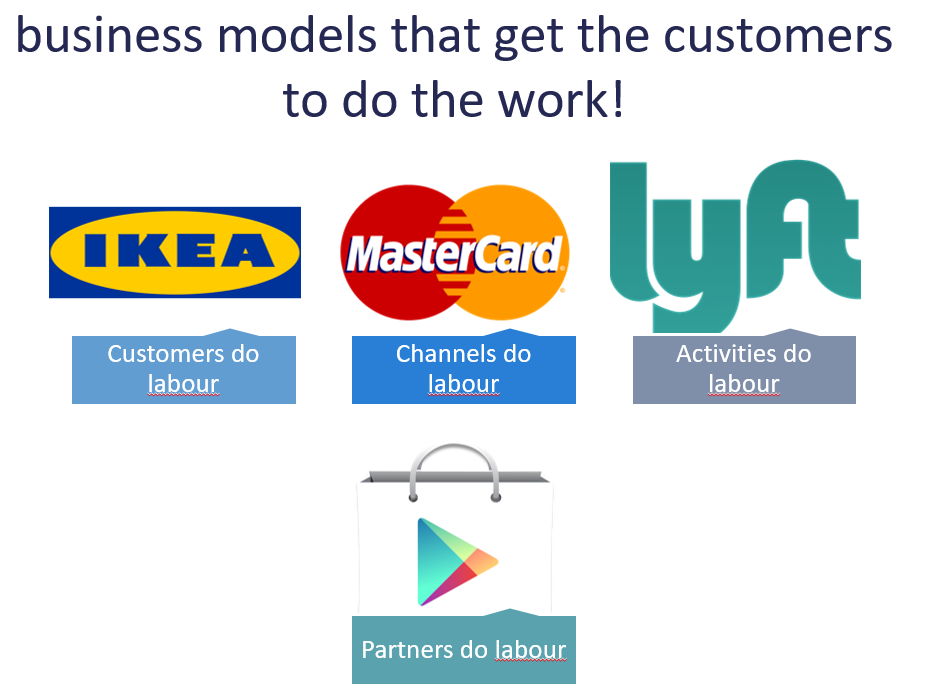 business models that get the customers
to do the work!
IKEA
MasterCard
lyft
Customers do
labour
Channels do
labour
Activities do
labour
Partners do labour